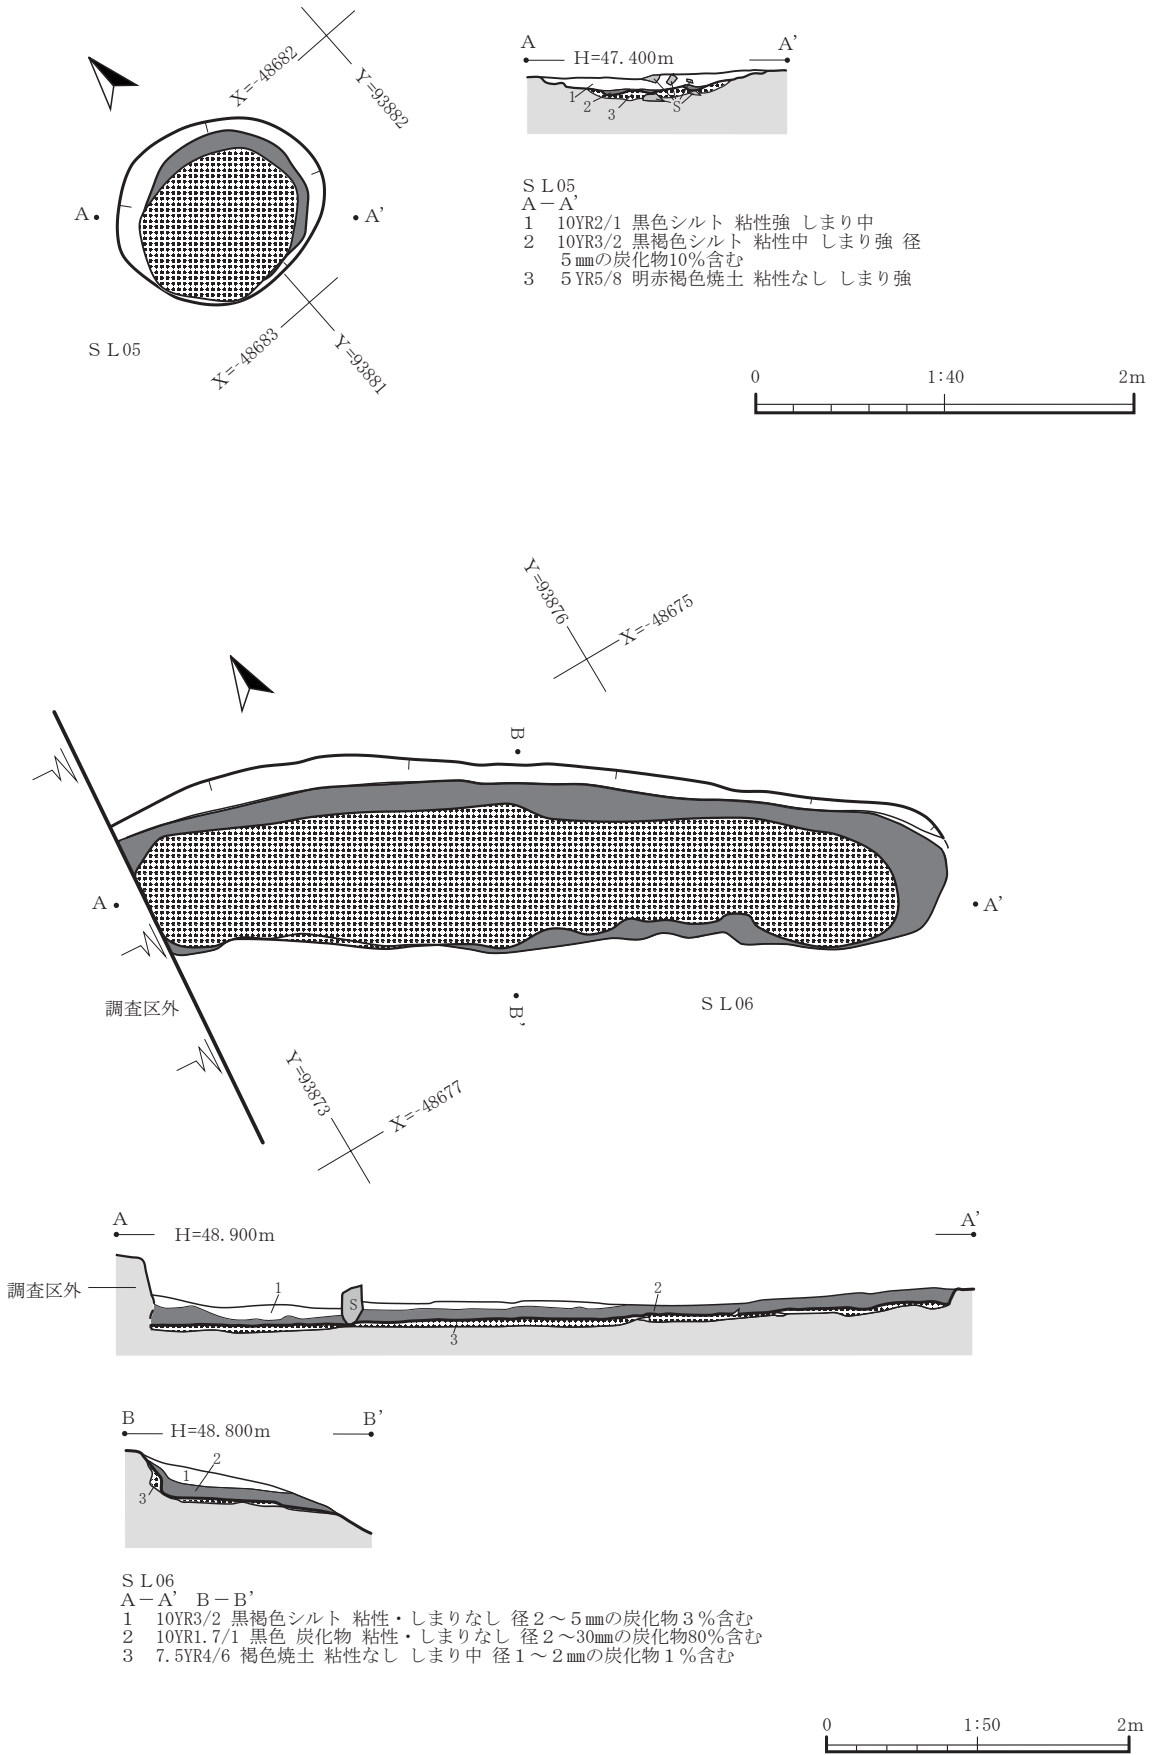 X=-48682
Y=93882
A
A'
X=-48683
Y=93881
ＳＬ05
A
A'
H=47.400m
1
2
3
S
ＳＬ05
A－A'
1　10YR2/1 黒色シルト 粘性強 しまり中
2　10YR3/2 黒褐色シルト 粘性中 しまり強 径
５㎜の炭化物10％含む
3　５YR5/8 明赤褐色焼土 粘性なし しまり強
0　1:40　2m
Y=93876
X=-48675
B
A
A'
調査区外
B'
ＳＬ06
Y=93873
X=-48677
A
A'
H=48.900m
調査区外
1
S
2
3
B
B'
H=48.800m
1
2
3
ＳＬ06
A－A'　B－B'
1　10YR3/2 黒褐色シルト 粘性・しまりなし 径２～５㎜の炭化物３％含む
2　10YR1.7/1 黒色 炭化物 粘性・しまりなし 径２～30㎜の炭化物80％含む
3　7.5YR4/6 褐色焼土 粘性なし しまり中 径１～２㎜の炭化物１％含む
0　1:50　2m